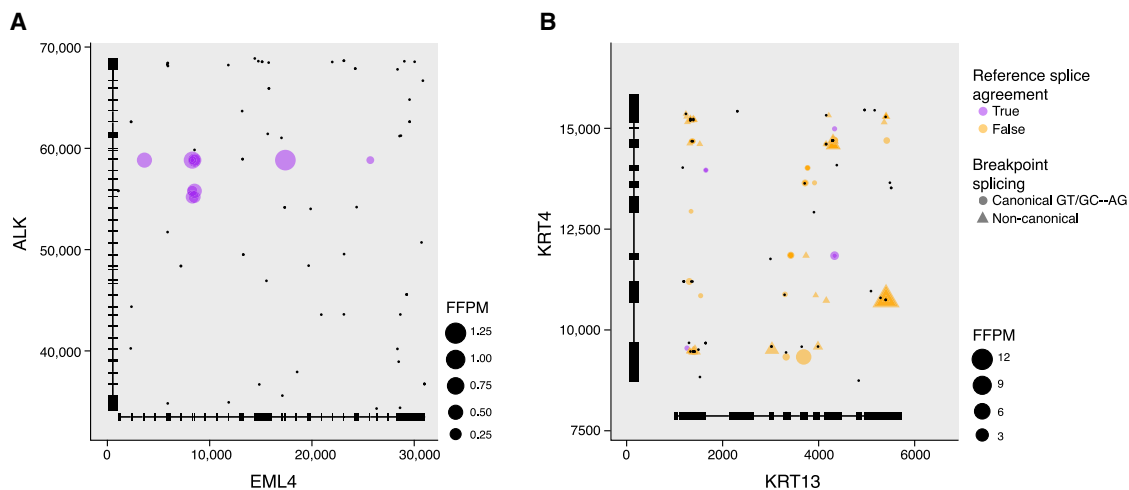 A
70,000
60,000
50,000
40,000
ALK
0
10,000
20,000
30,000
EML4
FFPM
1.25
1.00
0.75
0.50
0.25
B
15,000
12,500
10,000
7500
KRT4
0
2000
4000
6000
KRT13
Reference splice
agreement
True
False
Breakpoint
splicing
Canonical GT/GC--AG
Non-canonical
FFPM
12
9
6
3